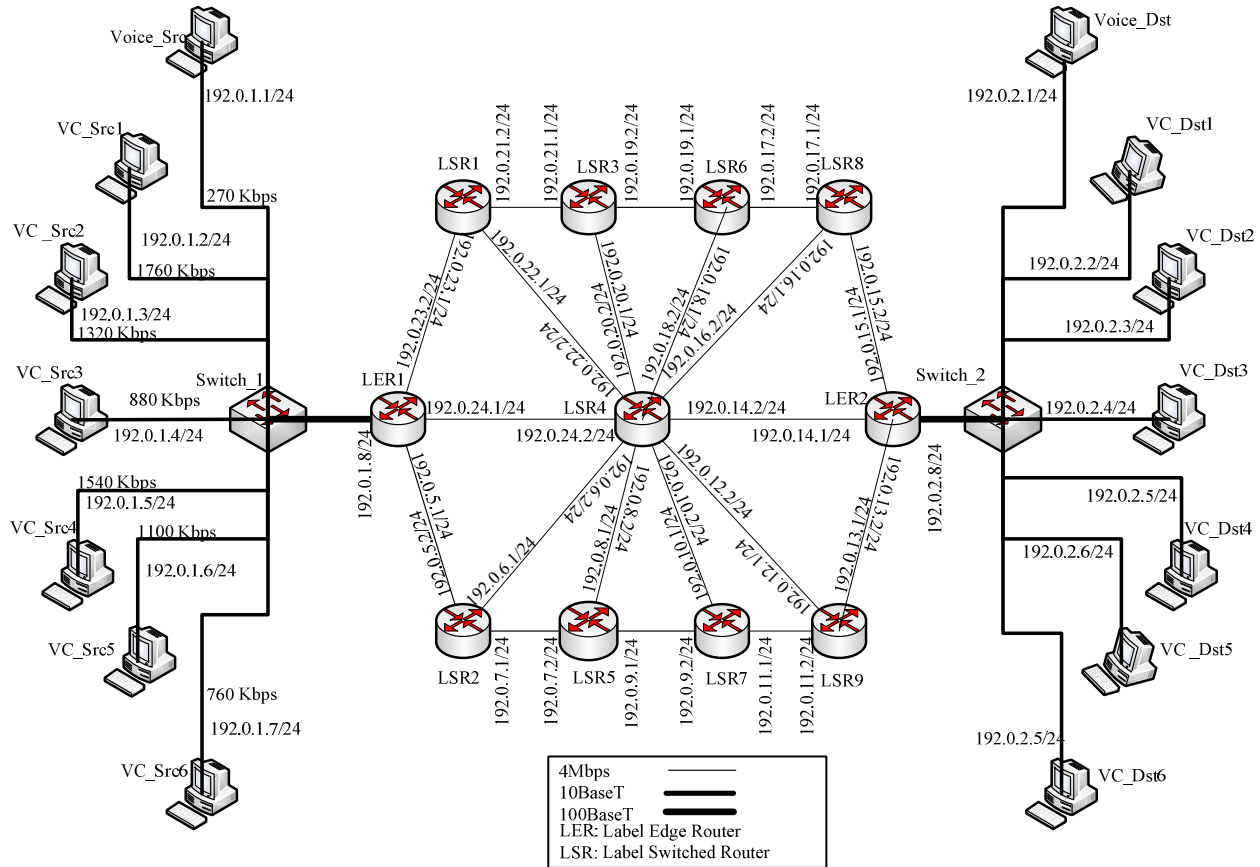 Voice_Src
192.0.1.1/24
270 Kbps
VC_Src1
192.0.1.2/24
1760 Kbps
VC_Src2
192.0.1.3/24
1320 Kbps
VC_Src3
880 Kbps
192.0.1.4/24
1540 Kbps
192.0.1.5/24
VC_Src4
1100 Kbps
192.0.1.6/24
VC_Src5
760 Kbps
192.0.1.7/24
VC_Src6
Switch_1
LER1
192.0.1.8/24
192.0.23.2/24
192.0.23.1/24
192.0.24.1/24
192.0.24.2/24
192.0.5.1/24
192.0.5.2/24
LSR1
192.0.21.2/24
192.0.21.1/24
LSR3
192.0.19.2/24
192.0.19.1/24
LSR6
192.0.17.2/24
192.0.17.1/24
LSR8
192.0.22.1/24
192.0.22.2/24
192.0.20.1/24
192.0.20.2/24
192.0.18.2/24
192.0.18.1/24
192.0.16.2/24
192.0.16.1/24
192.0.15.2/24
192.0.15.1/24
LSR4
192.0.14.2/24
192.0.14.1/24
LER2
192.0.6.2/24
192.0.6.1/24
192.0.8.1/24
192.0.8.2/24
192.0.10.2/24
192.0.10.1/24
192.0.12.2/24
192.0.12.1/24
192.0.13.1/24
192.0.13.2/24
LSR2
192.0.7.1/24
192.0.7.2/24
LSR5
192.0.9.1/24
192.0.9.2/24
LSR7
192.0.11.1/24
192.0.11.2/24
LSR9
192.0.2.8/24
Switch_2
Voice_Dst
192.0.2.1/24
VC_Dst1
192.0.2.2/24
VC_Dst2
192.0.2.3/24
VC_Dst3
192.0.2.4/24
192.0.2.5/24
VC_Dst4
192.0.2.6/24
VC_Dst5
192.0.2.5/24
VC_Dst6
4Mbps
10BaseT
100BaseT
LER: Label Edge Router
LSR: Label Switched Router